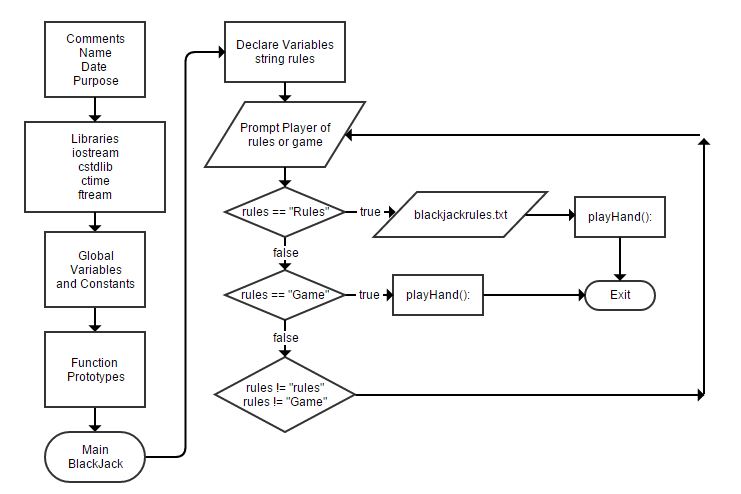 Comments
Name
Date
Purpose
Libraries
iostream
cstdlib
ctime
ftream
Global
Variables
and Constants
Function
Prototypes
Main
BlackJack
Declare Variables
string rules
Prompt Player of
rules or game
rules == "Rules"
true
blackjackrules.txt
playHand():
false
rules == "Game"
true
playHand():
Exit
false
rules != "rules"
rules != "Game"